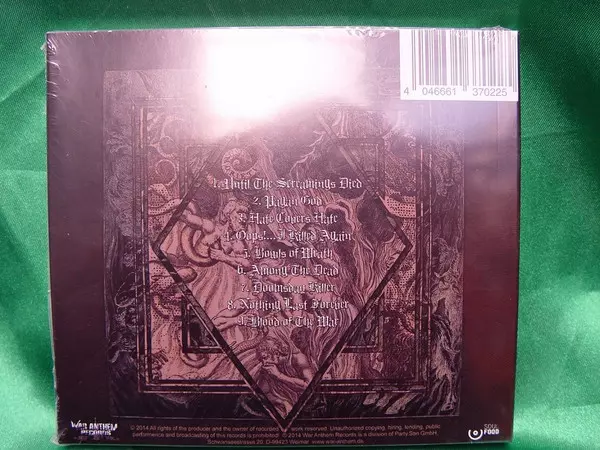 4 046661 370225
1. Until The Screamings Died
2. Pagan God
3. Hate Covers Hate
4. Oops!... I Killed Again
5. Bowls of Wrath
6. Among The Dead
7. Doomsday Killer
8. Nothing Last Forever
9. Blood of The War
© 2014 All rights of the producer and the owner of recorded work reserved. Unauthorized copying, hiring, lending, public
performance and broadcasting of this records is prohibited! © 2014 War Anthem Records is a division of Party.San GmbH,
D-99423 Weimar www.war-anthem.de
WAR ANTHEM
RECORDS
SOUL
FOOD